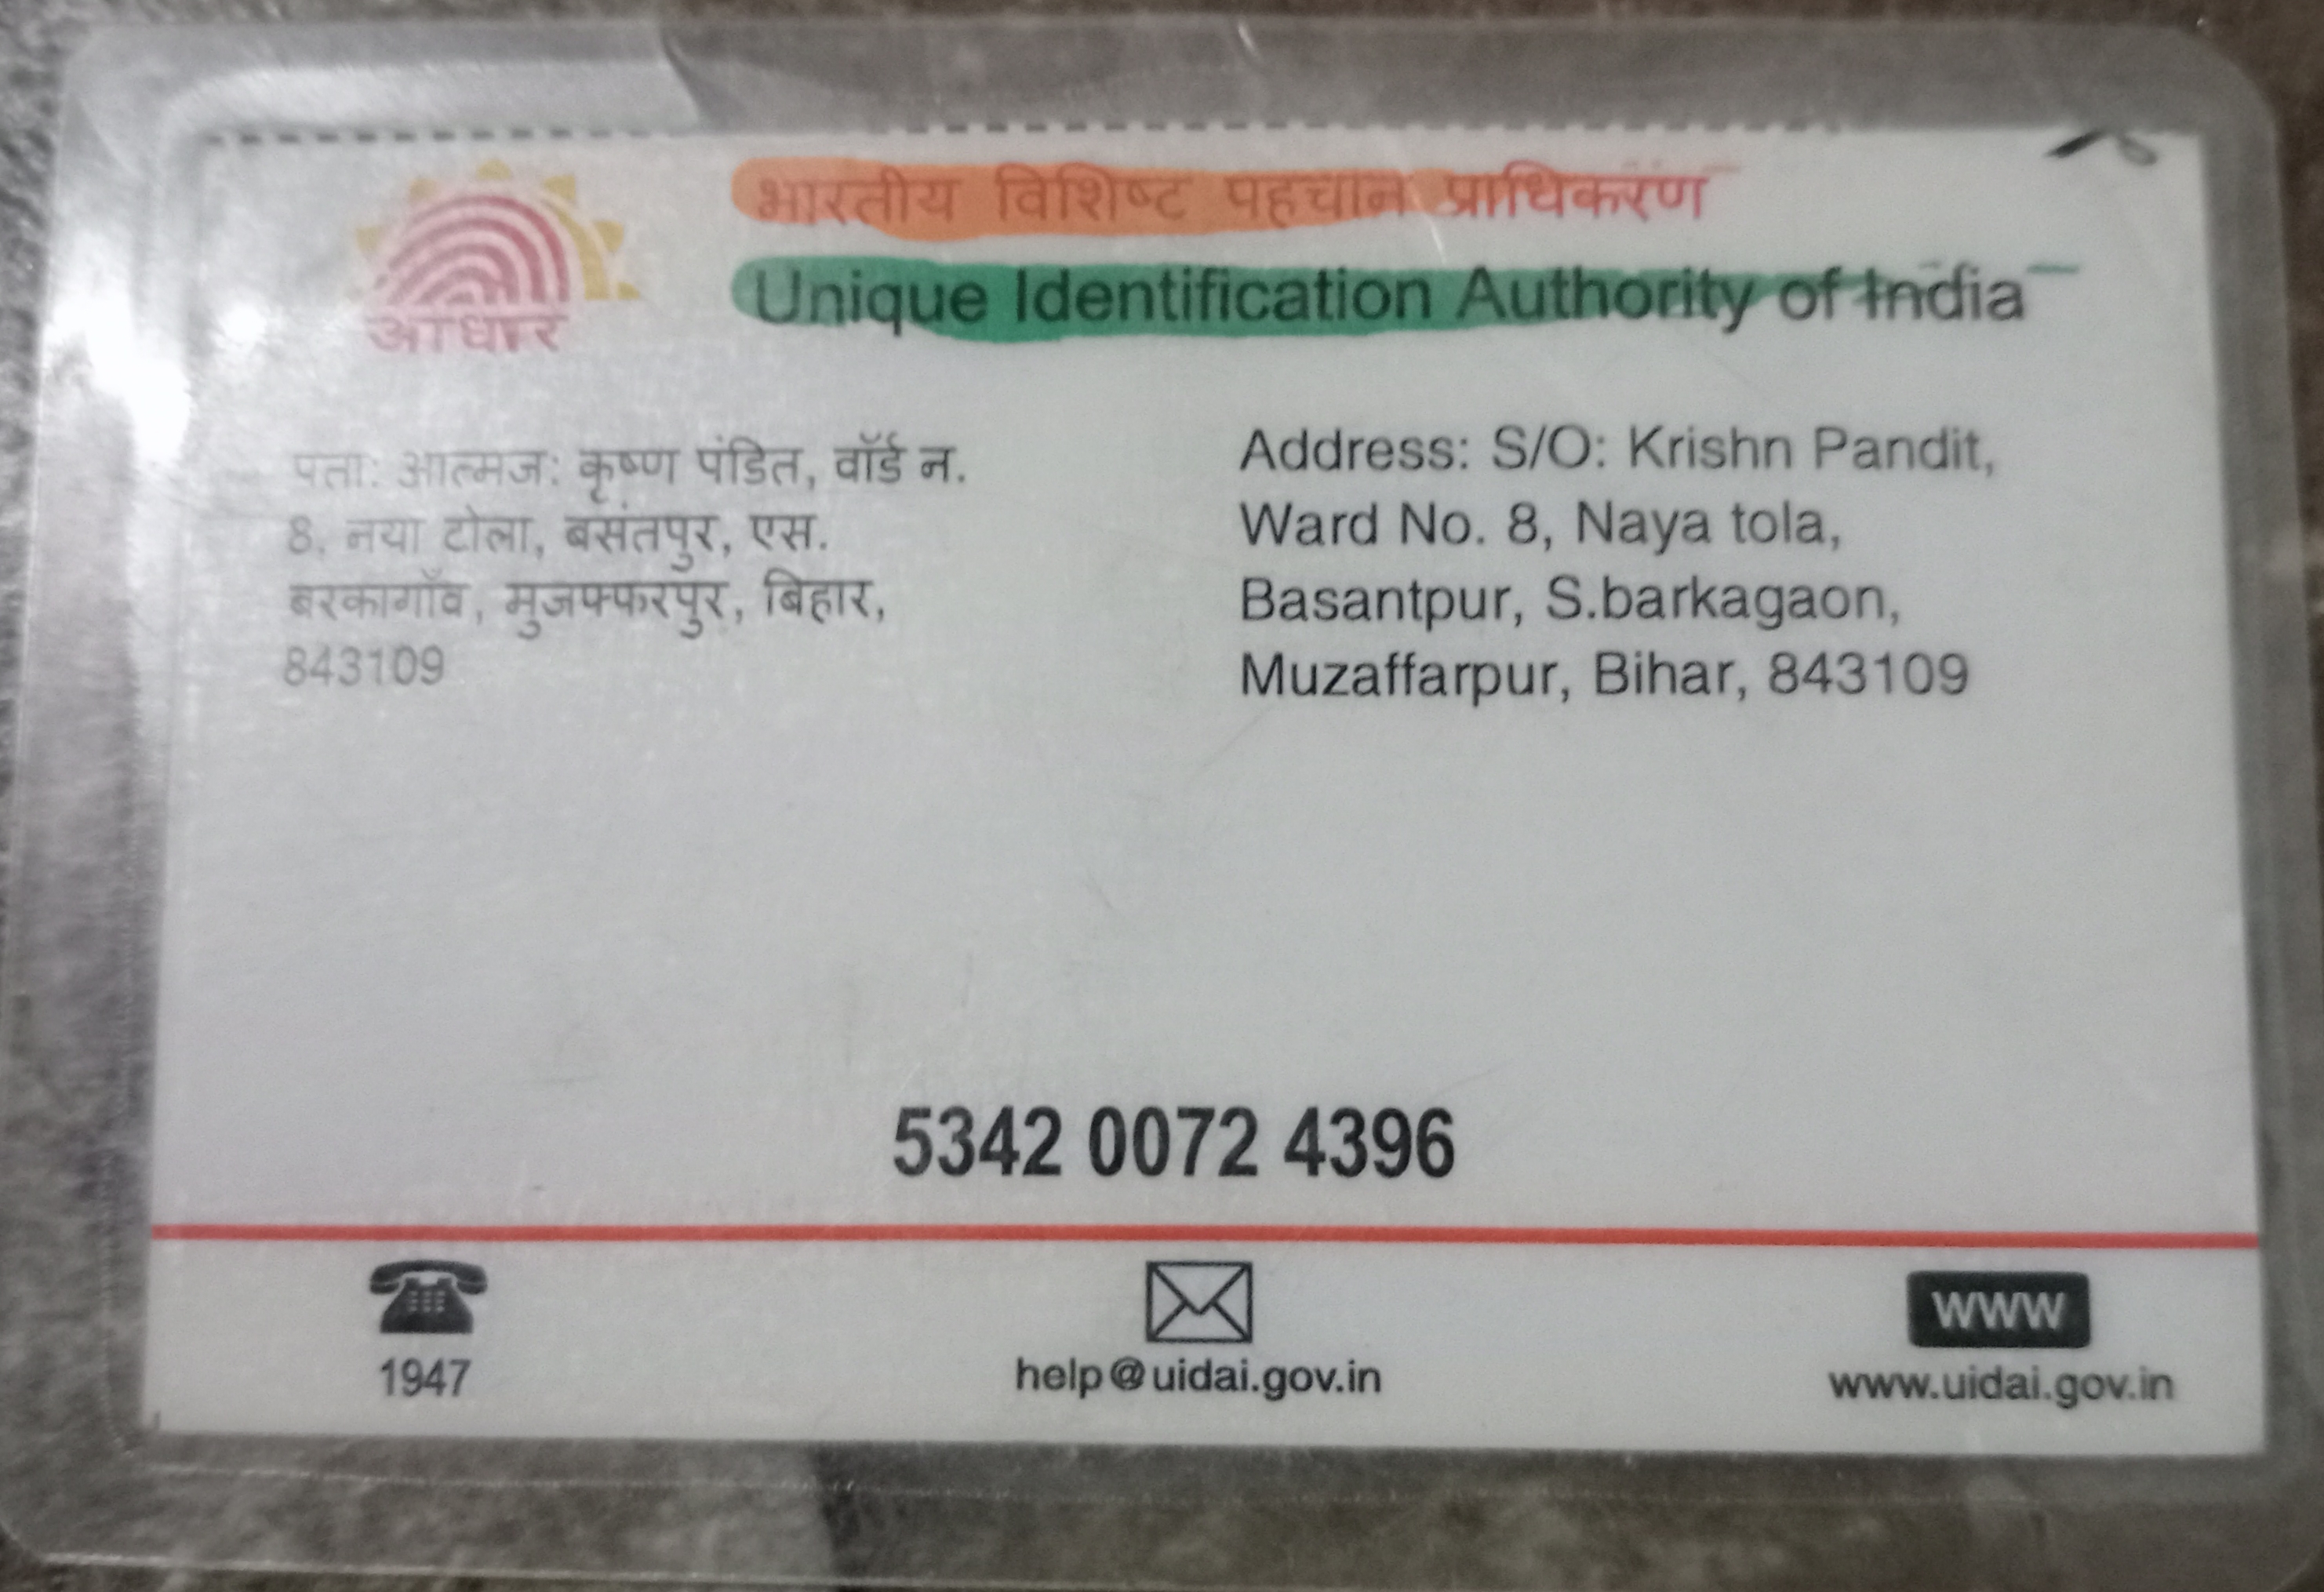 आधार
भारतीय विशिष्ट पहचान प्राधिकरण
Unique Identification Authority of India
पता: आत्मज: कृष्ण पंडित, वॉर्ड न.
8, नया टोला, बसंतपुर, एस.
बरकागाँव, मुजफ्फरपुर, बिहार,
843109
Address: S/O: Krishn Pandit,
Ward No. 8, Naya tola,
Basantpur, S.barkagaon,
Muzaffarpur, Bihar, 843109
5342 0072 4396
1947
help@uidai.gov.in
WWW
www.uidai.gov.in